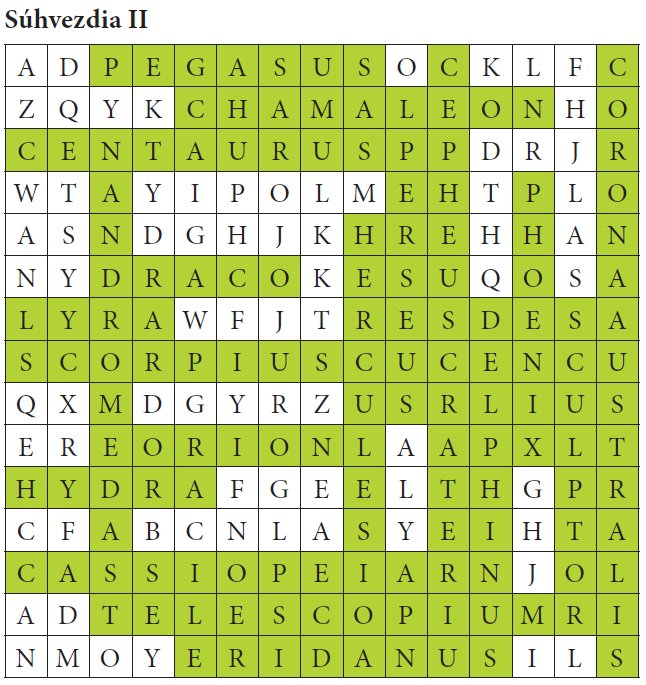 Súhvezdia II
A D P E G A S U S O C K L F C
Z Q Y K C H A M A L E O N H O
C E N T A U R U S P P D R J R
W T A Y I P O L M E H T P L O
A S N D G H J K H R E H H A N
N Y D R A C O K E S U Q O S A
L Y R A W F J T R E S D E S A
S C O R P I U S C U C E N C U
Q X M D G Y R Z U S R L I U S
E R E O R I O N L A A P X L T
H Y D R A F G E E L T H G P R
C F A B C N L A S Y E I H T A
C A S S I O P E I A R N J O L
A D T E L E S C O P I U M R I
N M O Y E R I D A N U S I L S